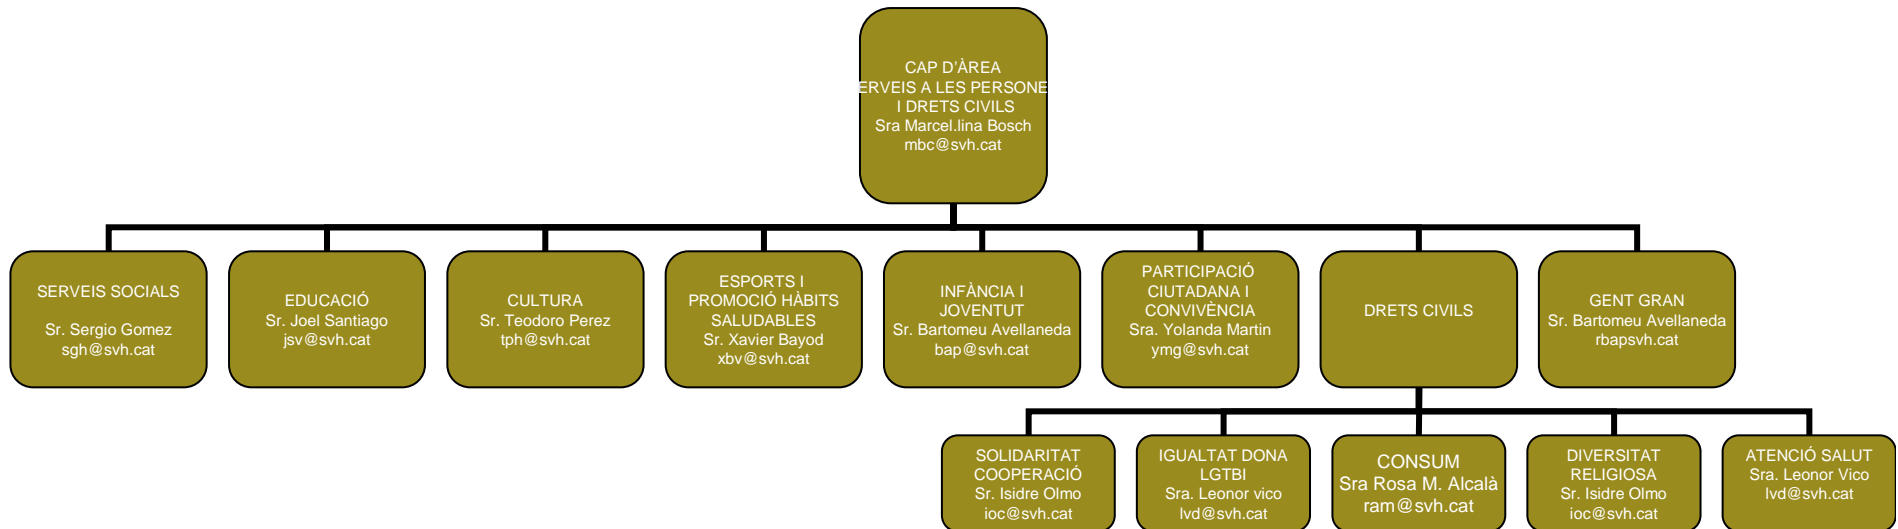 CAP D'ÀREA
ERVEIS A LES PERSONE
I DRETS CIVILS
Sra Marcel.lina Bosch
mbc@svh.cat
SERVEIS SOCIALS
Sr. Sergio Gomez
sgh@svh.cat
EDUCACIÓ
Sr. Joel Santiago
jsv@svh.cat
CULTURA
Sr. Teodoro Perez
tph@svh.cat
ESPORTS I
PROMOCIÓ HÀBITS
SALUDABLES
Sr. Xavier Bayod
xbv@svh.cat
INFÀNCIA I
JOVENTUT
Sr. Bartomeu Avellaneda
bap@svh.cat
PARTICIPACIÓ
CIUTADANA I
CONVIVÈNCIA
Sra. Yolanda Martin
ymg@svh.cat
DRETS CIVILS
GENT GRAN
Sr. Bartomeu Avellaneda
rbapsvh.cat
SOLIDARITAT
COOPERACIÓ
Sr. Isidre Olmo
ioc@svh.cat
IGUALTAT DONA
LGTBI
Sra. Leonor vico
lvd@svh.cat
CONSUM
Sra Rosa M. Alcalà
ram@svh.cat
DIVERSITAT
RELIGIOSA
Sr. Isidre Olmo
ioc@svh.cat
ATENCIÓ SALUT
Sra. Leonor Vico
lvd@svh.cat